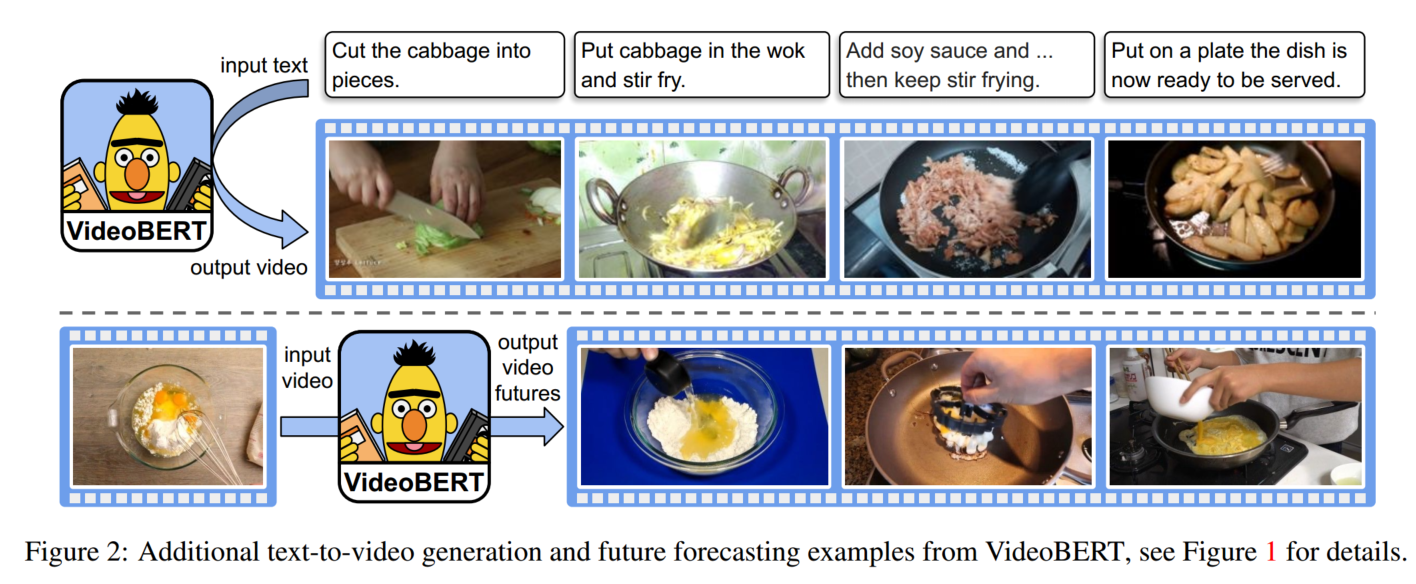 input text
Cut the cabbage into
pieces.
Put cabbage in the wok
and stir fry.
Add soy sauce and ...
then keep stir frying.
Put on a plate the dish is
now ready to be served.
VideoBERT
output video
input
video
VideoBERT
output
video
futures
Figure 2: Additional text-to-video generation and future forecasting examples from VideoBERT, see Figure 1 for details.